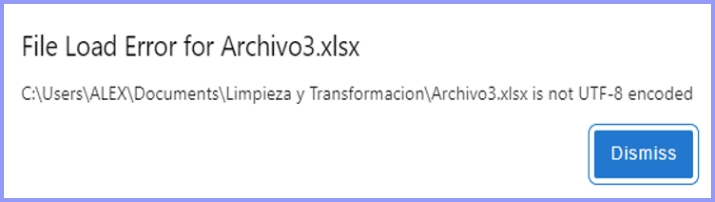 File Load Error for Archivo3.xlsx
C:\Users\ALEX\Documents\Limpieza y Transformacion\Archivo3.xlsx is not UTF-8 encoded
Dismiss